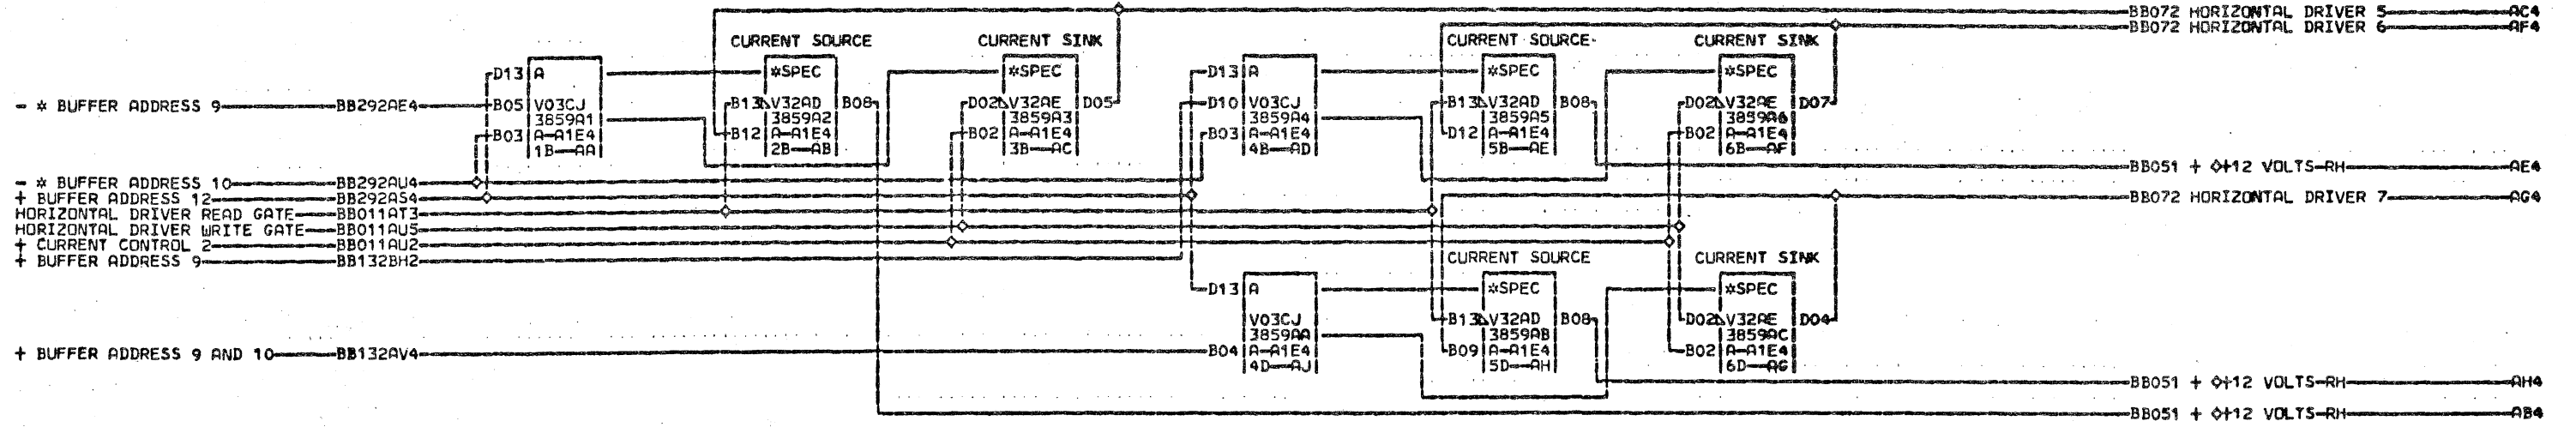 BB072 HORIZONTAL DRIVER 5 AC4
BB072 HORIZONTAL DRIVER 6 AF4
CURRENT SOURCE
CURRENT SINK
CURRENT SOURCE
CURRENT SINK
D13 A
*SPEC
*SPEC
D13 A
*SPEC
*SPEC
- * BUFFER ADDRESS 9 BB292AE4 B05 V03CJ
B13 V32AD B08
D02 V32AE D05
D10 V03CJ
B13 V32AD B08
D02 V32AE D07
3859A1
3859A2
3859A3
3859A4
3859A5
3859A6
B03 A-A1E4
B12 A-A1E4
B02 A-A1E4
B03 A-A1E4
D12 A-A1E4
B02 A-A1E4
1B--AA
2B--AB
3B--AC
4B--AD
5B--AE
6B--AF
BB051 + ◇+12 VOLTS-RH AE4
- * BUFFER ADDRESS 10 BB292AU4
+ BUFFER ADDRESS 12 BB292AS4
BB072 HORIZONTAL DRIVER 7 AG4
HORIZONTAL DRIVER READ GATE BB011AT3
HORIZONTAL DRIVER WRITE GATE BB011AU5
+ CURRENT CONTROL 2 BB011AU2
+ BUFFER ADDRESS 9 BB132BH2
CURRENT SOURCE
CURRENT SINK
D13 A
*SPEC
*SPEC
V03CJ
B13 V32AD B08
D02 V32AE D04
3859AA
3859AB
3859AC
+ BUFFER ADDRESS 9 AND 10 BB132AV4 B04 A-A1E4
B09 A-A1E4
B02 A-A1E4
4D--AJ
5D--AH
6D--AG
BB051 + ◇+12 VOLTS-RH AH4
BB051 + ◇+12 VOLTS-RH AB4